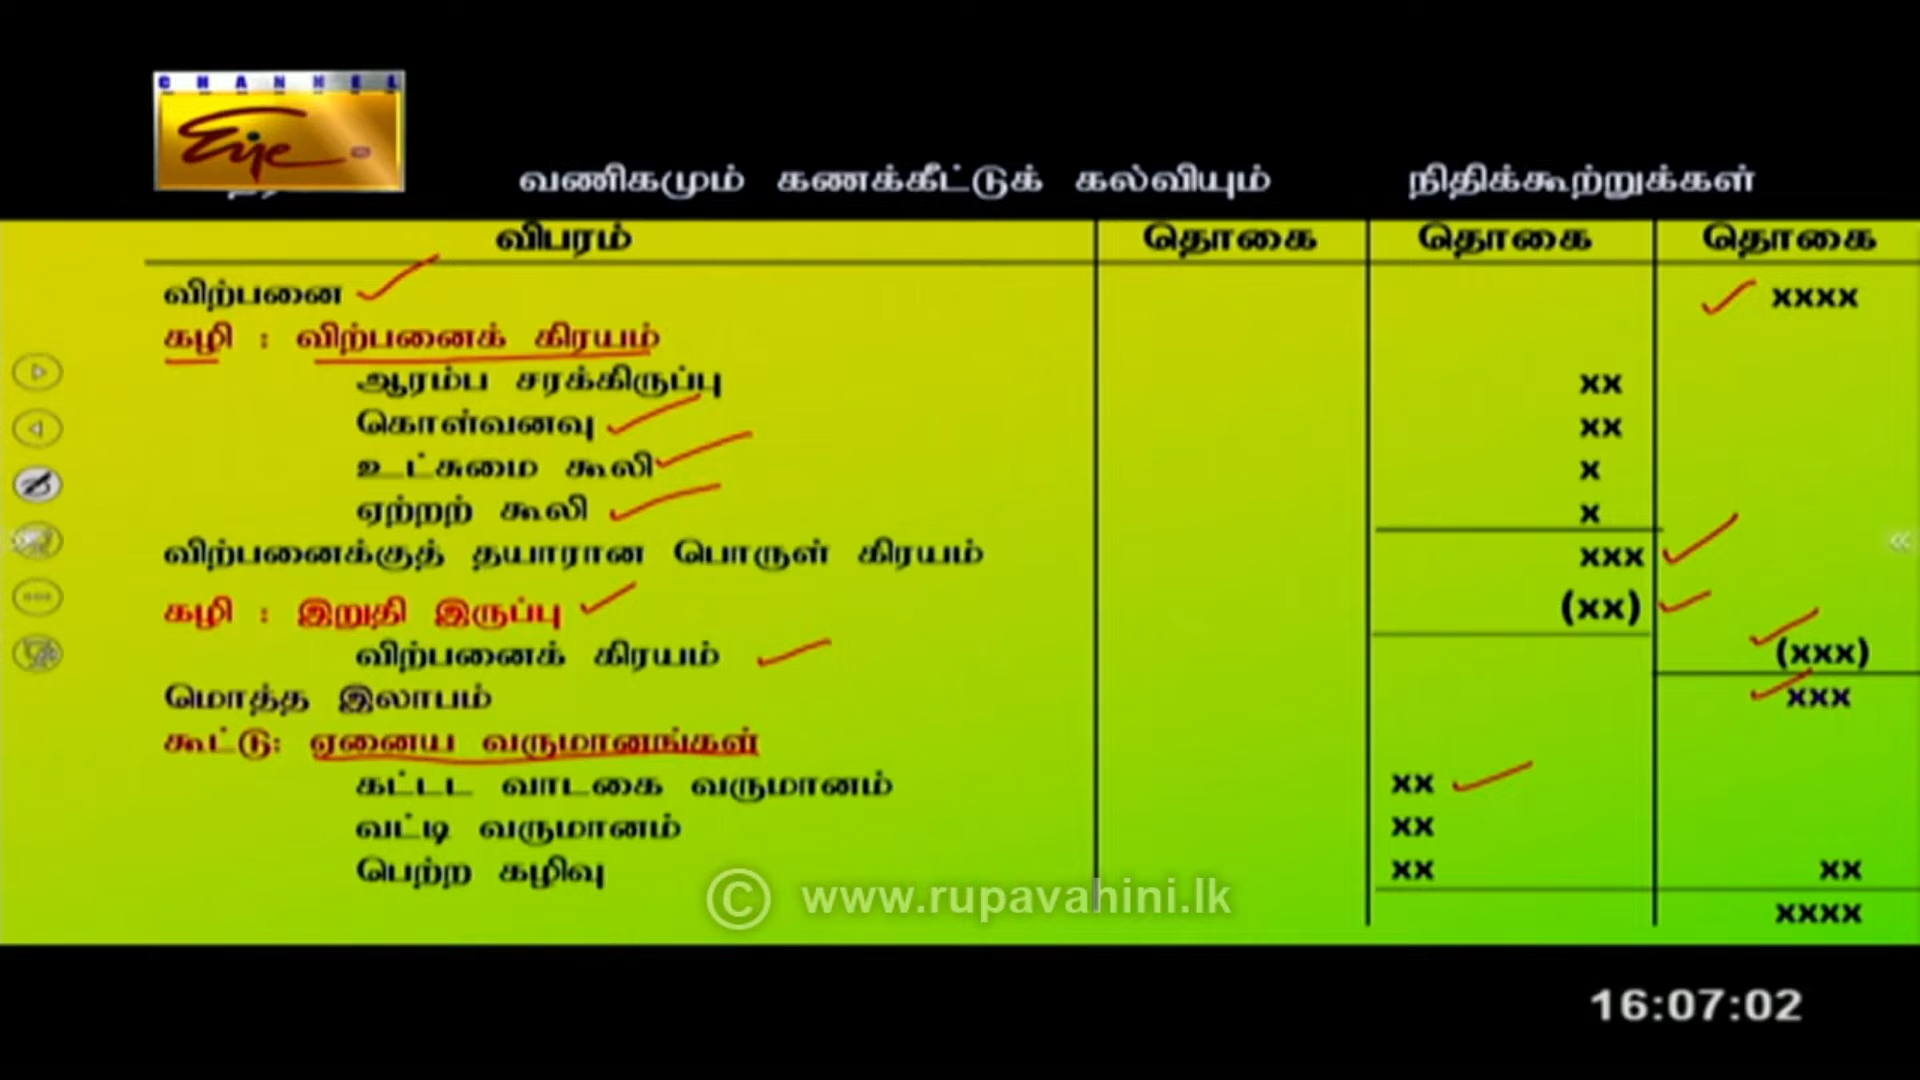 CHANNEL
Eye
வணிகமும் கணக்கீட்டுக் கல்வியும் நிதிக்கூற்றுக்கள்
விபரம் தொகை தொகை தொகை
விற்பனை xxxx
கழி : விற்பனைக் கிரயம்
ஆரம்ப சரக்கிருப்பு xx
கொள்வனவு xx
உட்சுமை கூலி x
ஏற்றற் கூலி x
விற்பனைக்குத் தயாரான பொருள் கிரயம் xxx
கழி : இறுதி இருப்பு (xx)
விற்பனைக் கிரயம் (xxx)
மொத்த இலாபம் xxx
கூட்டு: ஏனைய வருமானங்கள்
கட்டட வாடகை வருமானம் xx
வட்டி வருமானம் xx
பெற்ற கழிவு xx xx
© www.rupavahini.lk
xxxx
16:07:02